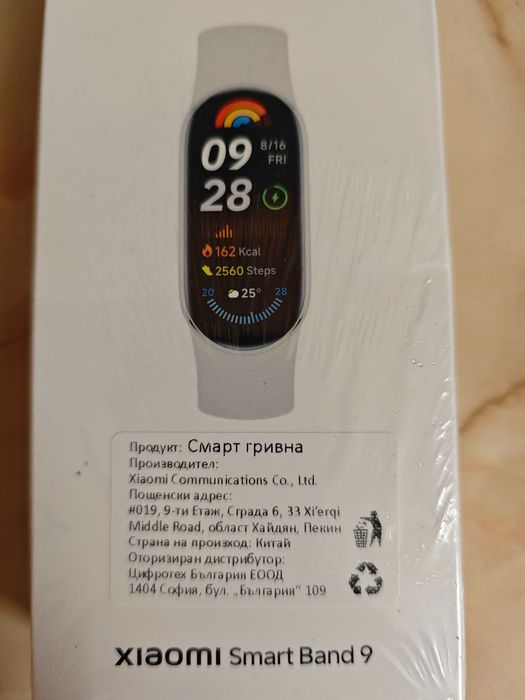 09
8/16
FRI
28
162 Kcal
2560 Steps
20 25° 28
Продукт: Смарт гривна
Производител:
Xiaomi Communications Co., Ltd.
Пощенски адрес:
#019, 9-ти Етаж, Сграда 6, 33 Xi'erqi
Middle Road, област Хайдян, Пекин
Страна на произход: Китай
Оторизиран дистрибутор:
Цифротех България ЕООД
1404 София, бул. „България" 109
xiaomi Smart Band 9